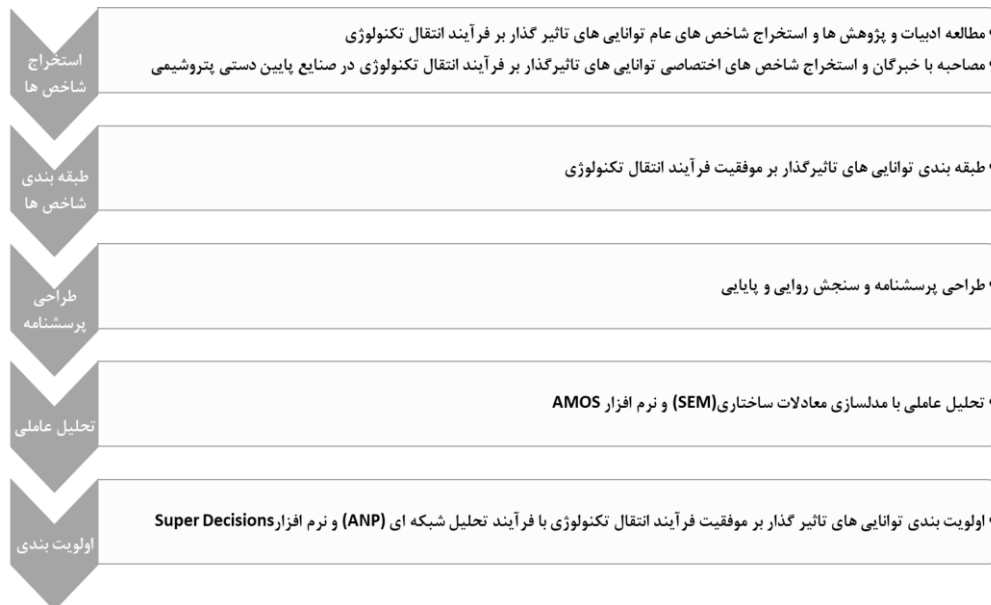 استخراج
شاخص ها
• مطالعه ادبیات و پژوهش ها و استخراج شاخص های عام توانایی های تاثیر گذار بر فرآیند انتقال تکنولوژی
• مصاحبه با خبرگان و استخراج شاخص های اختصاصی توانایی های تاثیرگذار بر فرآیند انتقال تکنولوژی در صنایع پایین دستی پتروشیمی
طبقه بندی
شاخص ها
• طبقه بندی توانایی های تاثیرگذار بر موفقیت فرآیند انتقال تکنولوژی
طراحی
پرسشنامه
• طراحی پرسشنامه و سنجش روایی و پایایی
تحلیل عاملی
• تحلیل عاملی با مدلسازی معادلات ساختاری(SEM) و نرم افزار AMOS
اولویت بندی
• اولویت بندی توانایی های تاثیر گذار بر موفقیت فرآیند انتقال تکنولوژی با فرآیند تحلیل شبکه ای (ANP) و نرم افزارSuper Decisions